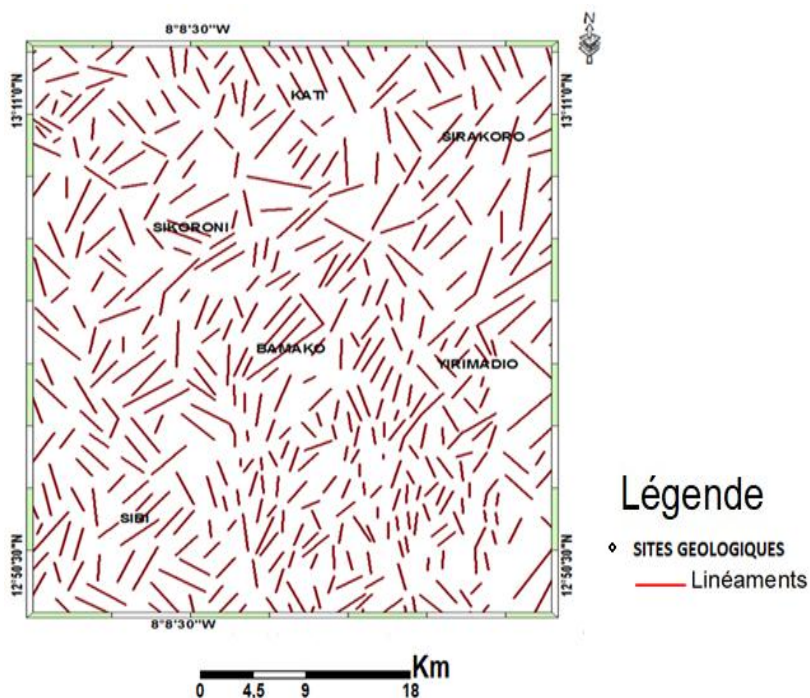 8°8'30"W
N
13°11'0"N
13°11'0"N
KATI
SIRAKORO
SIKORONI
BAMAKO
YIRIMADIO
SIBI
12°50'30"N
12°50'30"N
8°8'30"W
Légende
SITES GEOLOGIQUES
Linéaments
Km
0 4,5 9 18